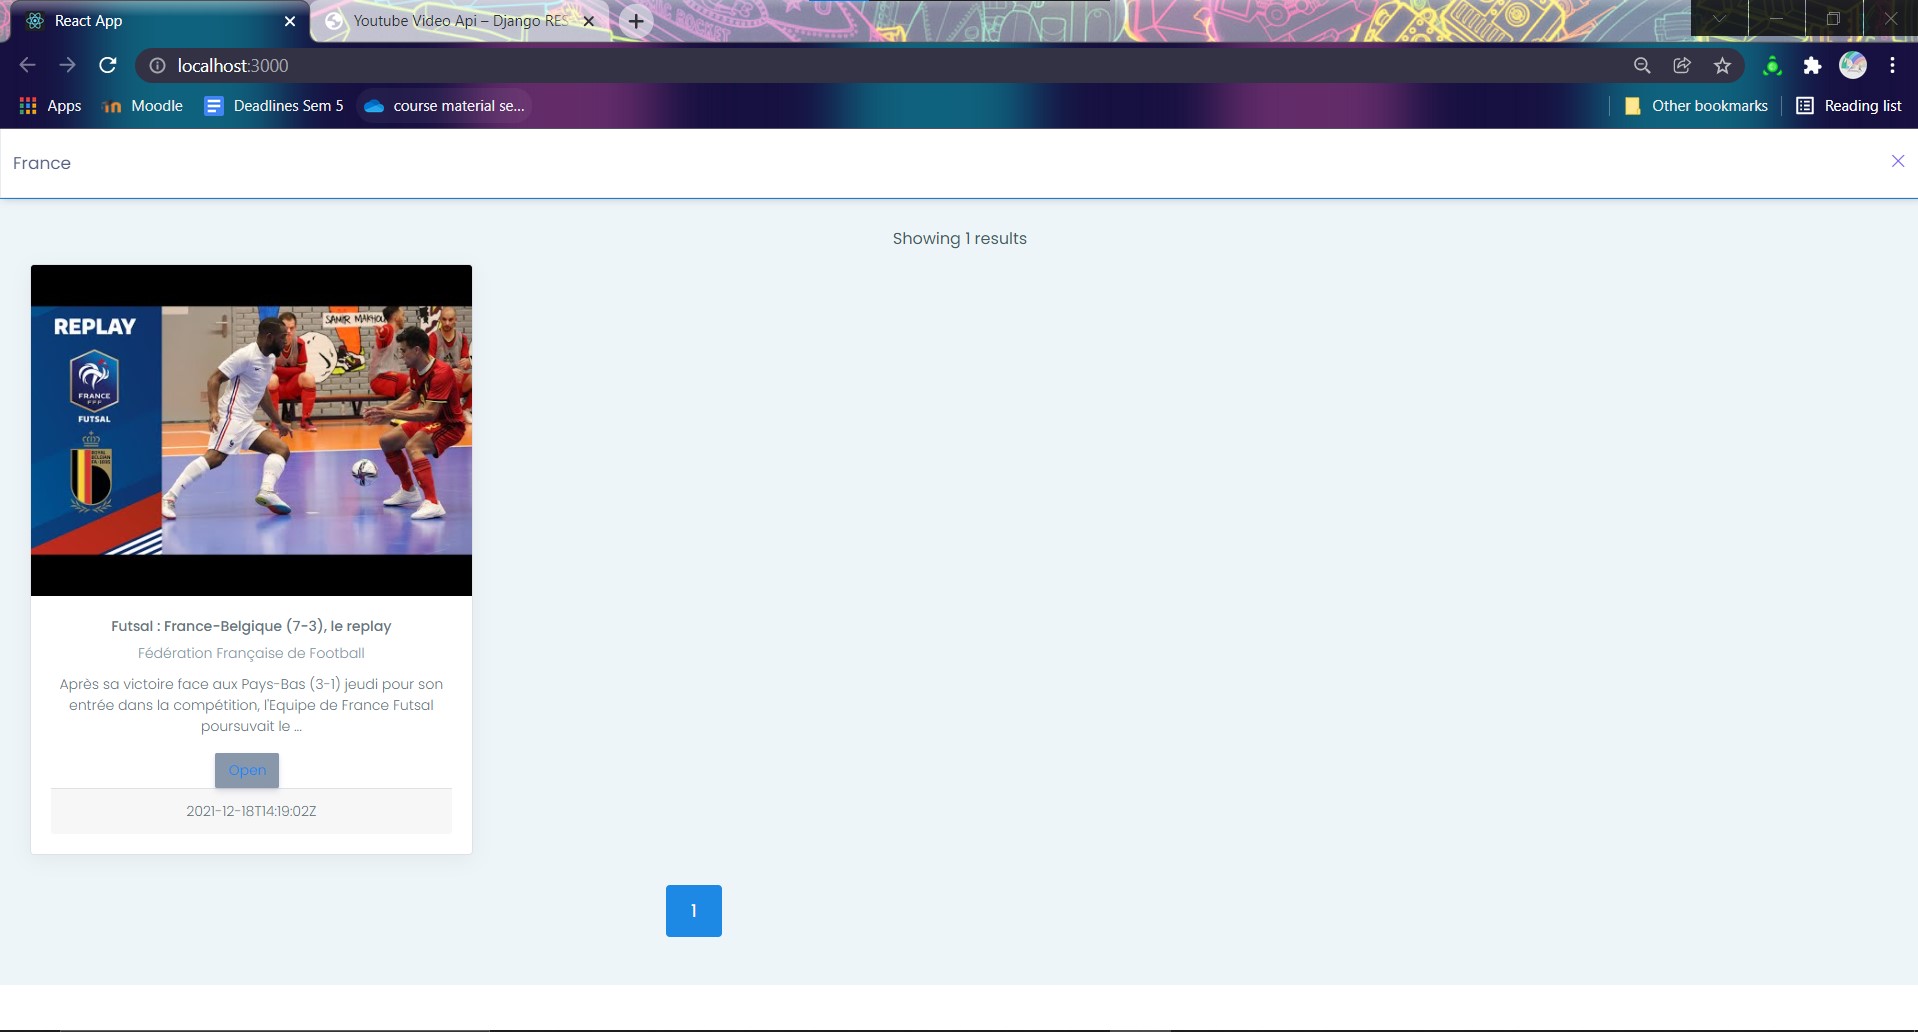 React App
Youtube Video Api – Django RES
localhost:3000
Apps
Moodle
Deadlines Sem 5
course material se...
Other bookmarks
Reading list
France
Showing 1 results
REPLAY
SAMIR MAKHOU
FRANCE
FFF
FUTSAL
Futsal : France-Belgique (7-3), le replay
Fédération Française de Football
Après sa victoire face aux Pays-Bas (3-1) jeudi pour son
entrée dans la compétition, l'Equipe de France Futsal
poursuvait le ...
Open
2021-12-18T14:19:02Z
1